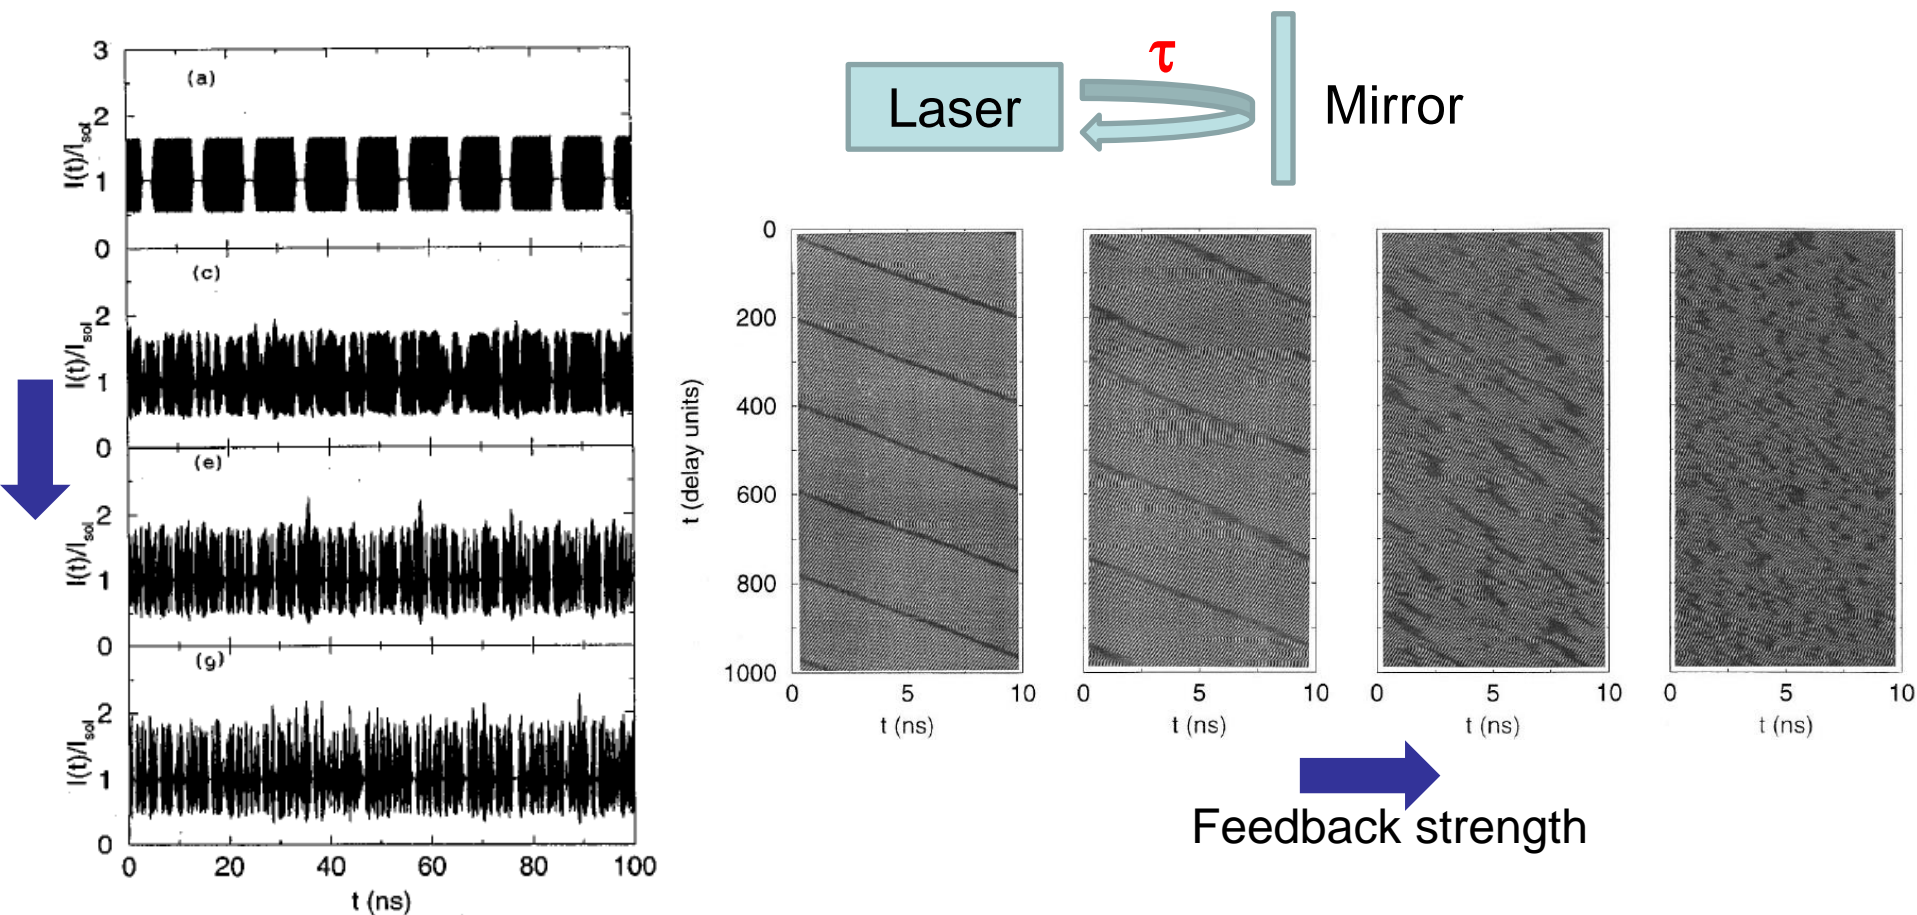 3
(a)
2
I(t)/I_sol
1
0
(c)
2
I(t)/I_sol
1
0
(e)
2
I(t)/I_sol
1
0
(g)
2
I(t)/I_sol
1
0
0 20 40 60 80 100
t (ns)
τ
Laser
Mirror
0
200
400
600
800
1000
t (delay units)
0 5 10
t (ns)
0 5 10
t (ns)
0 5 10
t (ns)
0 5 10
t (ns)
Feedback strength